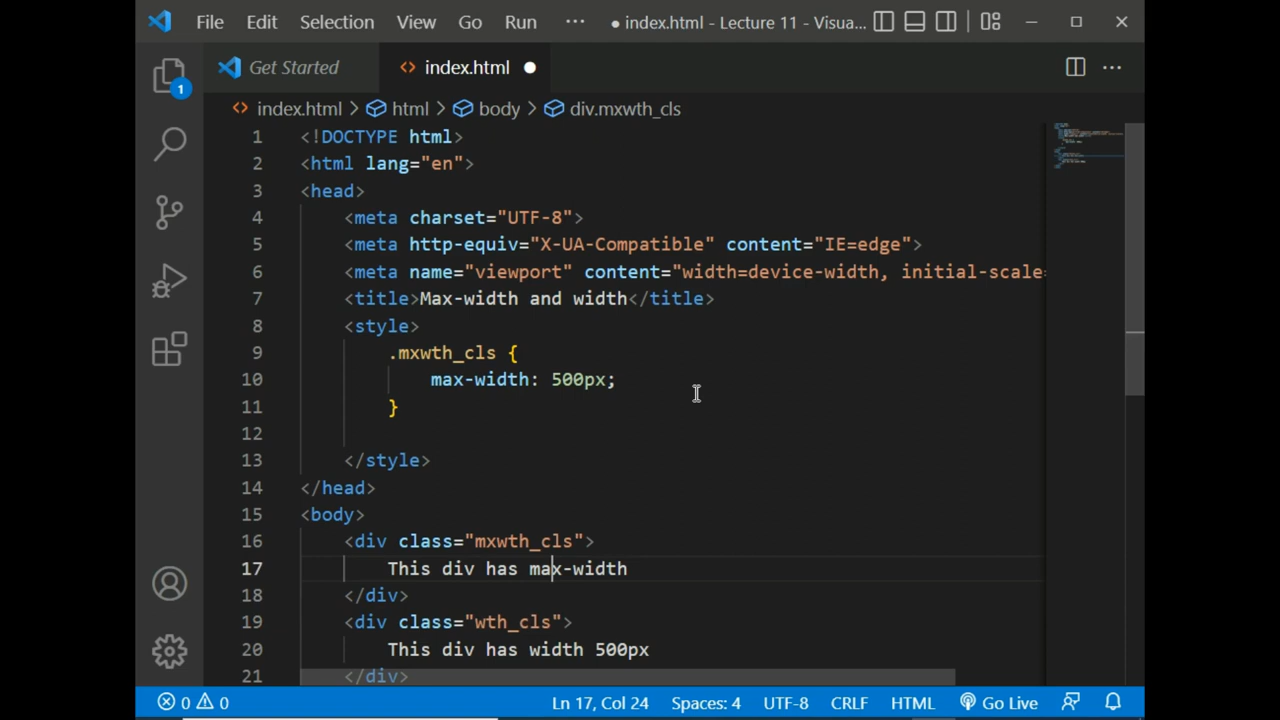 File Edit Selection View Go Run ··· ● index.html - Lecture 11 - Visua...
Get Started <> index.html ●
<> index.html > html > body > div.mxwth_cls
1
1 <!DOCTYPE html>
2 <html lang="en">
3 <head>
4 <meta charset="UTF-8">
5 <meta http-equiv="X-UA-Compatible" content="IE=edge">
6 <meta name="viewport" content="width=device-width, initial-scale=
7 <title>Max-width and width</title>
8 <style>
9 .mxwth_cls {
10 max-width: 500px;
11 }
12
13 </style>
14 </head>
15 <body>
16 <div class="mxwth_cls">
17 This div has max-width
18 </div>
19 <div class="wth_cls">
20 This div has width 500px
21 </div>
0 0 Ln 17, Col 24 Spaces: 4 UTF-8 CRLF HTML Go Live